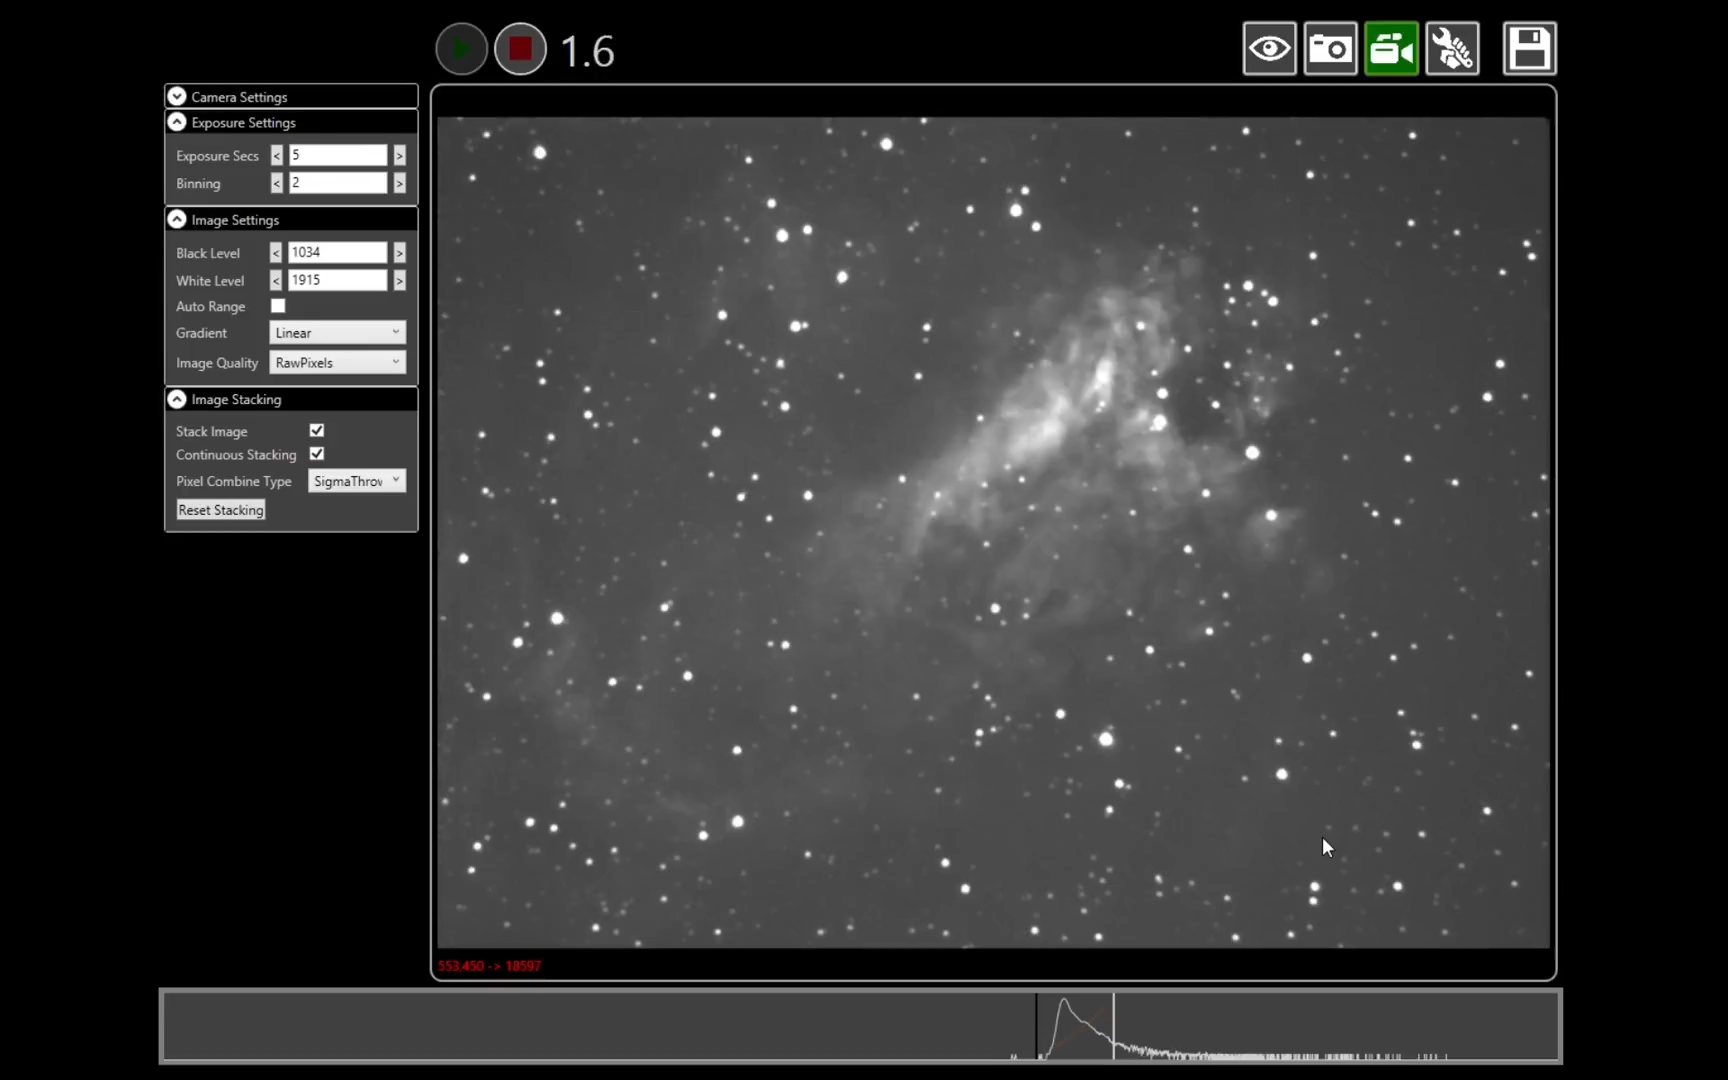 1.6
Camera Settings
Exposure Settings
Exposure Secs < 5 >
Binning < 2 >
Image Settings
Black Level < 1034 >
White Level < 1915 >
Auto Range
Gradient Linear
Image Quality RawPixels
Image Stacking
Stack Image
Continuous Stacking
Pixel Combine Type SigmaThrov
Reset Stacking
553,450 -> 18597